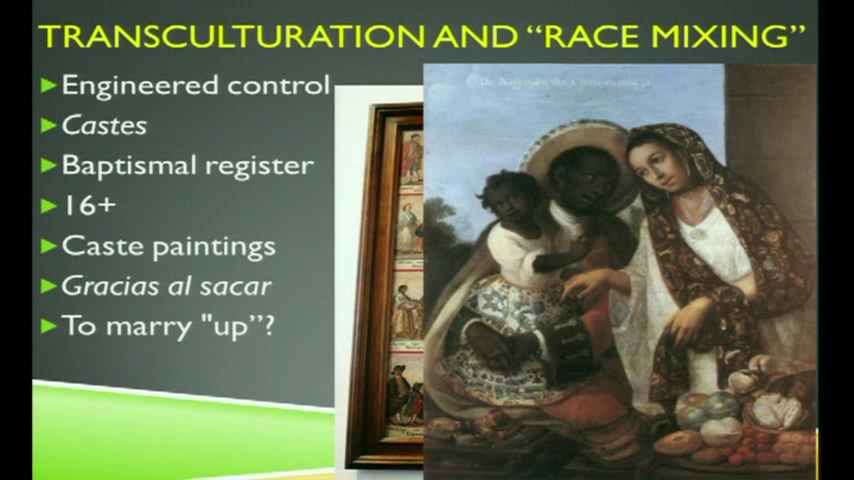 TRANSCULTURATION AND “RACE MIXING”
Engineered control
Castes
Baptismal register
16+
Caste paintings
Gracias al sacar
To marry "up”?